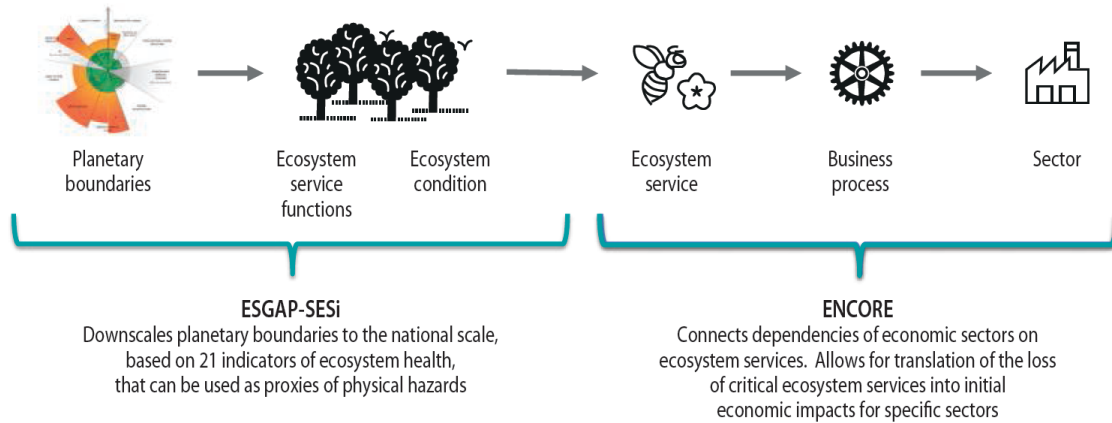 Planetary
boundaries
Ecosystem
service
functions
Ecosystem
condition
Ecosystem
service
Business
process
Sector
ESGAP-SESi
Downscales planetary boundaries to the national scale,
based on 21 indicators of ecosystem health,
that can be used as proxies of physical hazards
ENCORE
Connects dependencies of economic sectors on
ecosystem services.  Allows for translation of the loss
of critical ecosystem services into initial
economic impacts for specific sectors